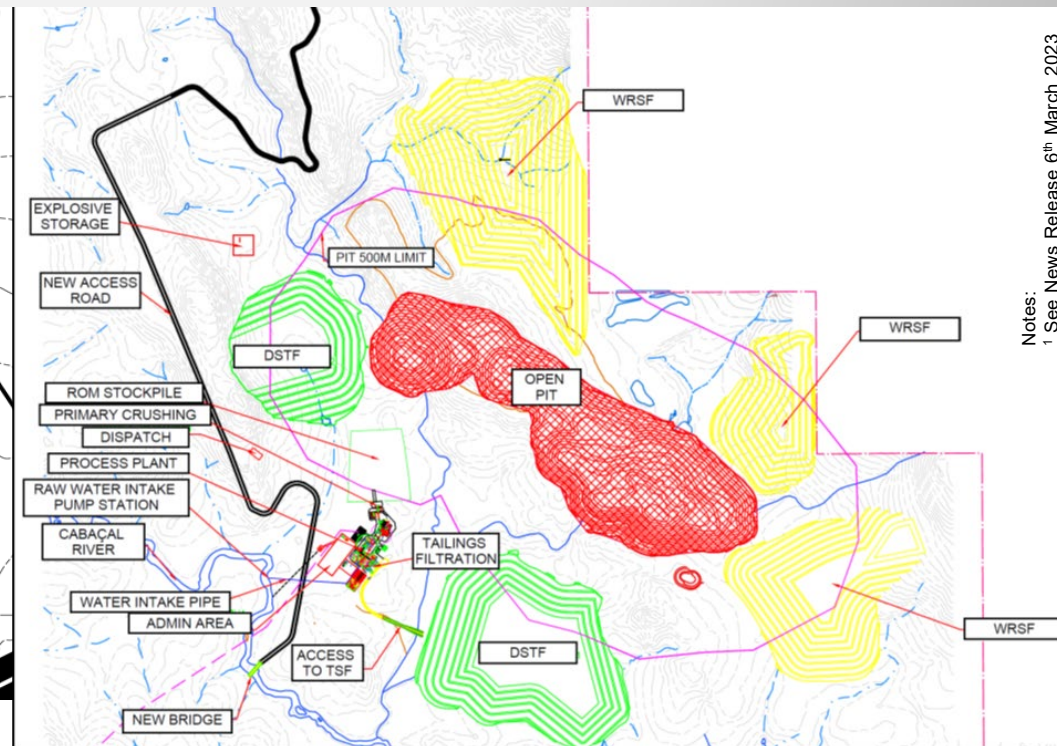 WRSF
EXPLOSIVE
STORAGE
PIT 500M LIMIT
NEW ACCESS
ROAD
WRSF
DSTF
OPEN
PIT
ROM STOCKPILE
PRIMARY CRUSHING
DISPATCH
PROCESS PLANT
RAW WATER INTAKE
PUMP STATION
CABAÇAL
RIVER
TAILINGS
FILTRATION
WATER INTAKE PIPE
ADMIN AREA
WRSF
ACCESS
TO TSF
DSTF
NEW BRIDGE
Notes:
1 See News Release 6th March 2023